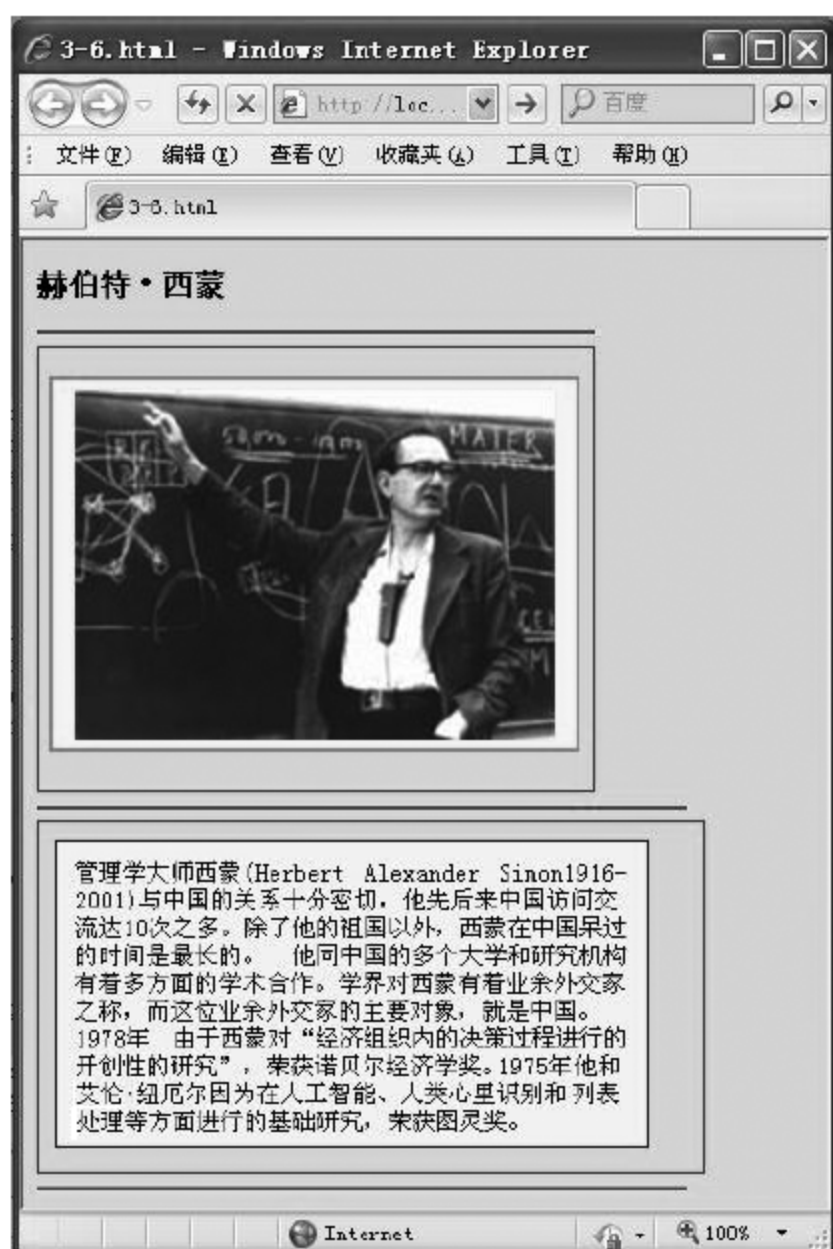 3-6.html - Windows Internet Explorer
http://loc... 百度
文件(F) 编辑(E) 查看(V) 收藏夹(A) 工具(T) 帮助(H)
3-6.html
赫伯特·西蒙
MATER
管理学大师西蒙(Herbert Alexander Sinon1916-
2001)与中国的关系十分密切，他先后来中国访问交
流达10次之多。除了他的祖国以外，西蒙在中国呆过
的时间是最长的。 他同中国的多个大学和研究机构
有着多方面的学术合作。学界对西蒙有着业余外交家
之称，而这位业余外交家的主要对象，就是中国。
1978年 由于西蒙对“经济组织内的决策过程进行的
开创性的研究”，荣获诺贝尔经济学奖。1975年他和
艾伦·纽厄尔因为在人工智能、人类心里识别和 列表
处理等方面进行的基础研究，荣获图灵奖。
Internet 100%